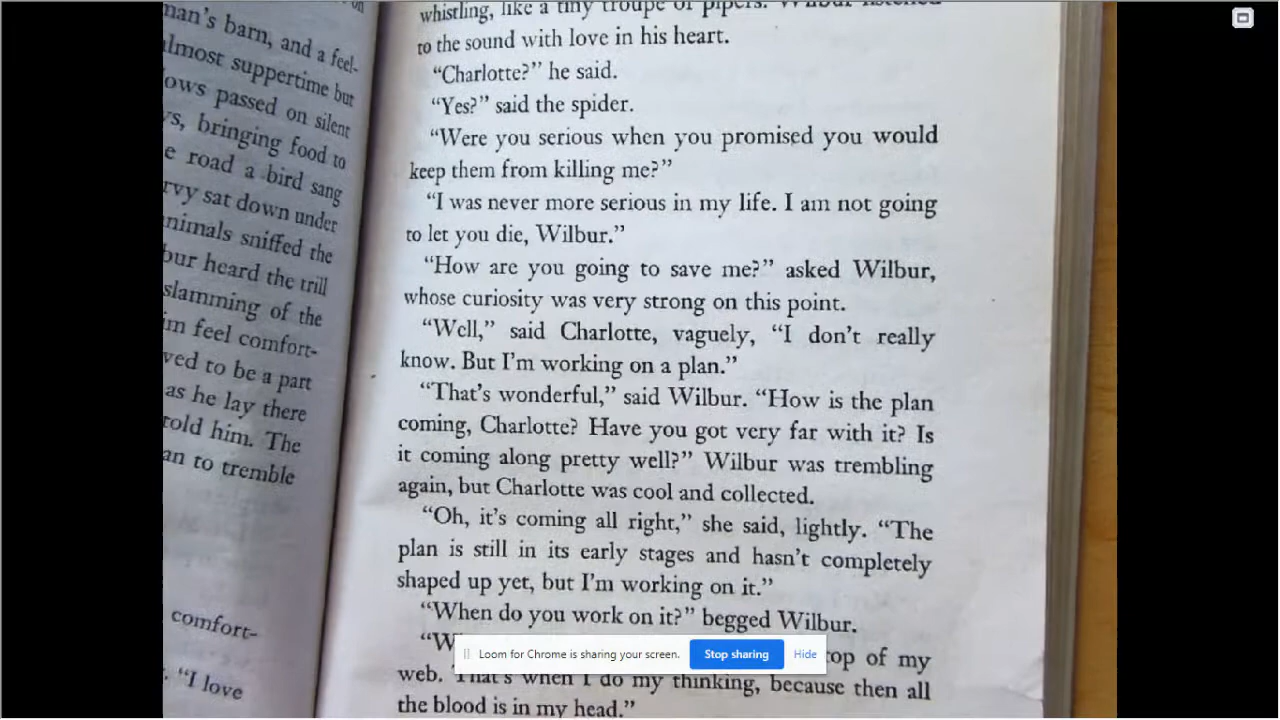 man's barn, and a feel-
almost suppertime but
passed on silent
bringing food to
road a bird sang
sat down under
sniffed the
heard the trill
slamming of the
feel comfort-
to be a part
as he lay there
told him. The
to tremble
comfort-
"I love
whistling, like a tiny troupe of pipers. Wilbur listened
to the sound with love in his heart.
"Charlotte?" he said.
"Yes?" said the spider.
"Were you serious when you promised you would
keep them from killing me?"
"I was never more serious in my life. I am not going
to let you die, Wilbur."
"How are you going to save me?" asked Wilbur,
whose curiosity was very strong on this point.
"Well," said Charlotte, vaguely, "I don't really
know. But I'm working on a plan."
"That's wonderful," said Wilbur. "How is the plan
coming, Charlotte? Have you got very far with it? Is
it coming along pretty well?" Wilbur was trembling
again, but Charlotte was cool and collected.
"Oh, it's coming all right," she said, lightly. "The
plan is still in its early stages and hasn't completely
shaped up yet, but I'm working on it."
"When do you work on it?" begged Wilbur.
top of my
web. That's when I do my thinking, because then all
the blood is in my head."
Loom for Chrome is sharing your screen. Stop sharing Hide